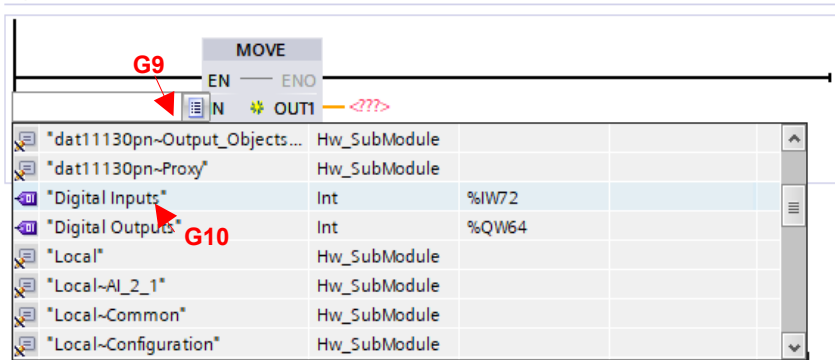 MOVE
G9
EN ENO
N OUT1 <???>
"dat11130pn~Output_Objects... Hw_SubModule
"dat11130pn~Proxy" Hw_SubModule
"Digital Inputs" Int %IW72
"Digital Outputs" Int %QW64
G10
"Local" Hw_SubModule
"Local~AI_2_1" Hw_SubModule
"Local~Common" Hw_SubModule
"Local~Configuration" Hw_SubModule